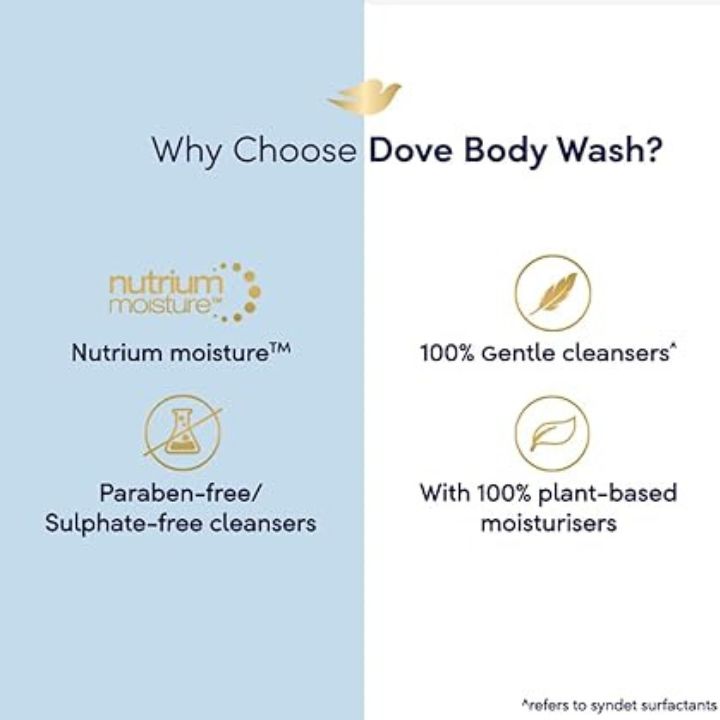 Why Choose Dove Body Wash?
nutrium
moisture™
Nutrium moisture™
100% Gentle cleansers^
Paraben-free/
Sulphate-free cleansers
With 100% plant-based
moisturisers
^refers to syndet surfactants